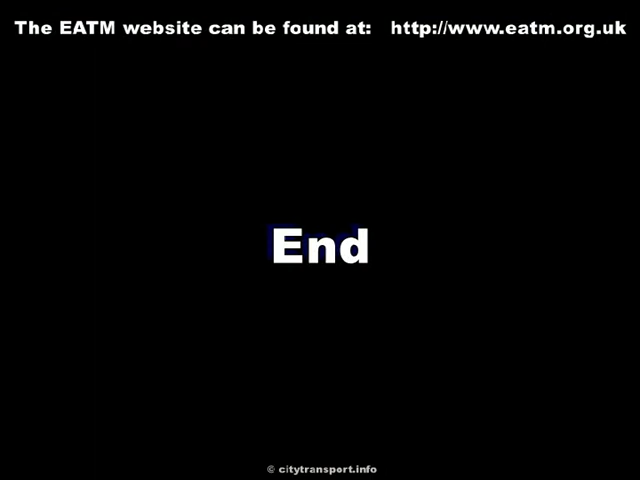 The EATM website can be found at: http://www.eatm.org.uk
End
© citytransport.info